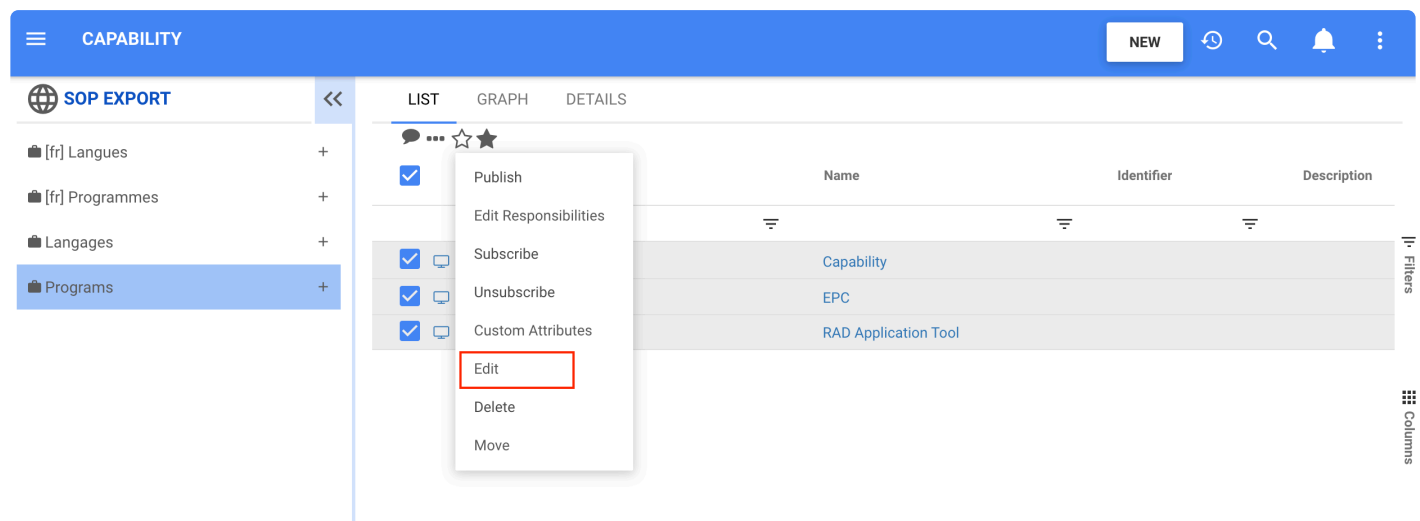 CAPABILITY
NEW
SOP EXPORT
LIST GRAPH DETAILS
[fr] Langues +
[fr] Programmes +
Langages +
Programs +
Name Identifier Description
Publish
Edit Responsibilities
Subscribe
Unsubscribe
Custom Attributes
Edit
Delete
Move
Capability
EPC
RAD Application Tool
Filters
Columns